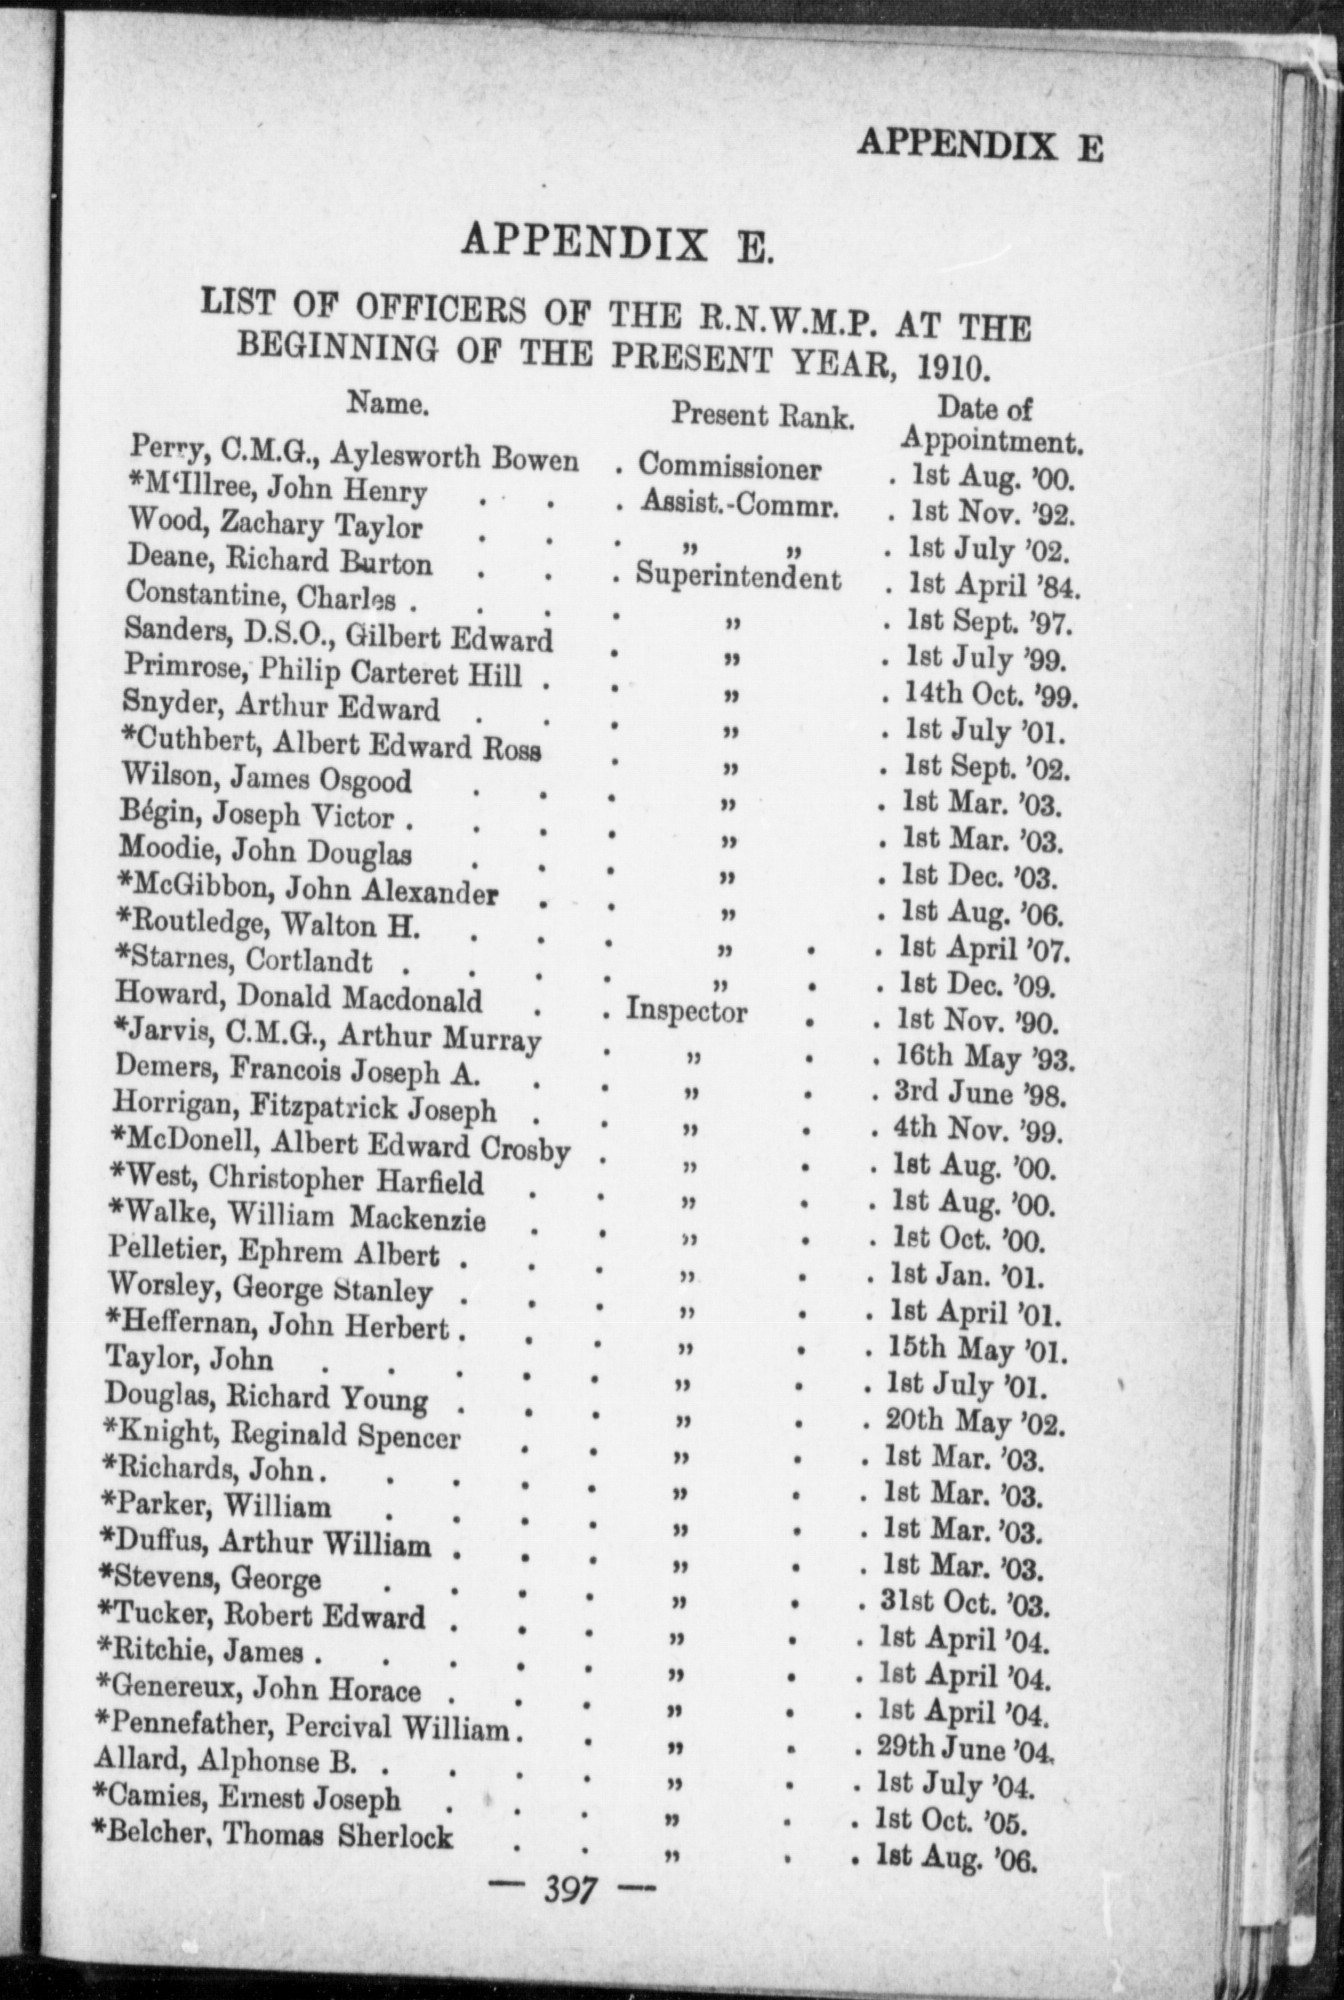 APPENDIX E
APPENDIX E.
LIST OF OFFICERS OF THE R.N.W.M.P. AT THE
BEGINNING OF THE PRESENT YEAR, 1910.
Name. Present Rank. Date of Appointment.
Perry, C.M.G., Aylesworth Bowen . Commissioner . 1st Aug. '00.
*M'Illree, John Henry . . . Assist.-Commr. . 1st Nov. '92.
Wood, Zachary Taylor . . . „ „ . 1st July '02.
Deane, Richard Burton . . . Superintendent . 1st April '84.
Constantine, Charles . . . . „ . 1st Sept. '97.
Sanders, D.S.O., Gilbert Edward . „ . 1st July '99.
Primrose, Philip Carteret Hill . . „ . 14th Oct. '99.
Snyder, Arthur Edward . . . „ . 1st July '01.
*Cuthbert, Albert Edward Ross . „ . 1st Sept. '02.
Wilson, James Osgood . . . „ . 1st Mar. '03.
Bégin, Joseph Victor . . . . „ . 1st Mar. '03.
Moodie, John Douglas . . . „ . 1st Dec. '03.
*McGibbon, John Alexander . . „ . 1st Aug. '06.
*Routledge, Walton H. . . . „ . . 1st April '07.
*Starnes, Cortlandt . . . . „ . . 1st Dec. '09.
Howard, Donald Macdonald . . Inspector . . 1st Nov. '90.
*Jarvis, C.M.G., Arthur Murray . „ . . 16th May '93.
Demers, Francois Joseph A. . . „ . . 3rd June '98.
Horrigan, Fitzpatrick Joseph . . „ . . 4th Nov. '99.
*McDonell, Albert Edward Crosby . „ . . 1st Aug. '00.
*West, Christopher Harfield . . „ . . 1st Aug. '00.
*Walke, William Mackenzie . . „ . . 1st Oct. '00.
Pelletier, Ephrem Albert . . . „ . . 1st Jan. '01.
Worsley, George Stanley . . . „ . . 1st April '01.
*Heffernan, John Herbert . . . „ . . 15th May '01.
Taylor, John . . . . . „ . . 1st July '01.
Douglas, Richard Young . . . „ . . 20th May '02.
*Knight, Reginald Spencer . . „ . . 1st Mar. '03.
*Richards, John . . . . . „ . . 1st Mar. '03.
*Parker, William . . . . „ . . 1st Mar. '03.
*Duffus, Arthur William . . . „ . . 1st Mar. '03.
*Stevens, George . . . . „ . . 31st Oct. '03.
*Tucker, Robert Edward . . . „ . . 1st April '04.
*Ritchie, James . . . . . „ . . 1st April '04.
*Genereux, John Horace . . . „ . . 1st April '04.
*Pennefather, Percival William . . „ . . 29th June '04.
Allard, Alphonse B. . . . . „ . . 1st July '04.
*Camies, Ernest Joseph . . . „ . . 1st Oct. '05.
*Belcher, Thomas Sherlock . . „ . . 1st Aug. '06.
— 397 —